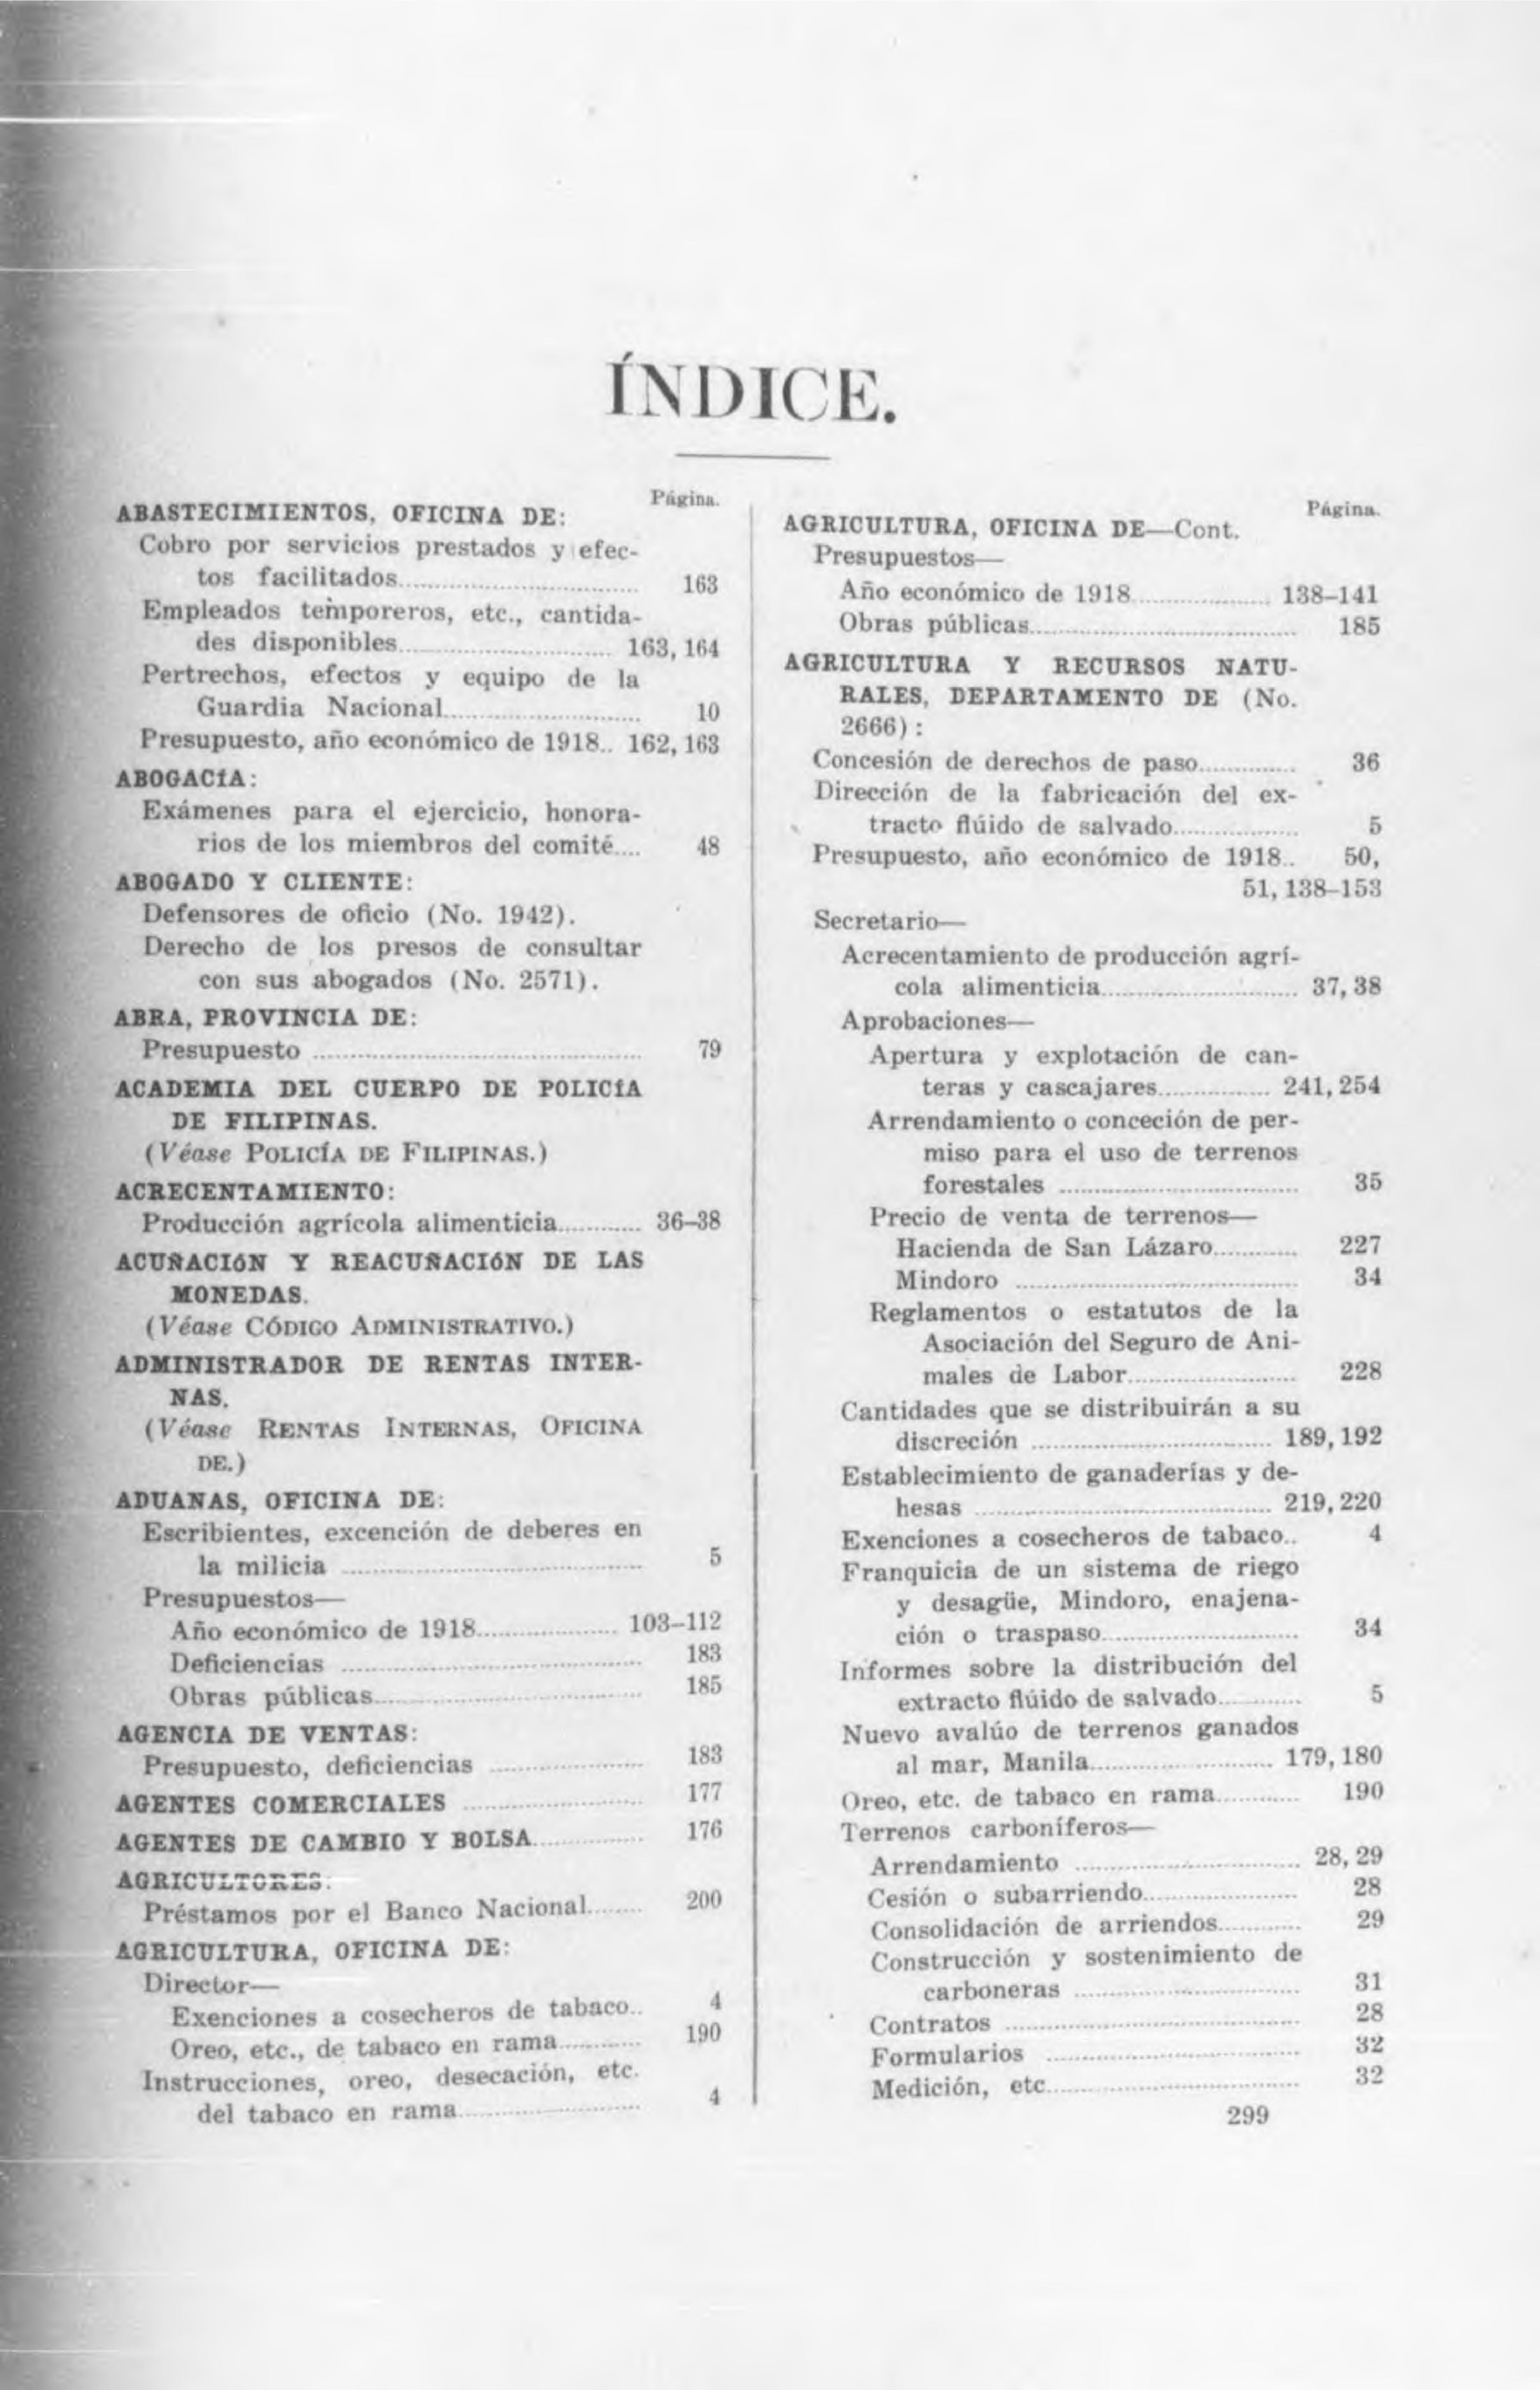 ÍNDICE.
Página.
ABASTECIMIENTOS, OFICINA DE:
Cobro por servicios prestados y efec-
tos facilitados.............................. 163
Empleados temporeros, etc., cantida-
des disponibles........................... 163, 164
Pertrechos, efectos y equipo de la
Guardia Nacional......................... 10
Presupuesto, año económico de 1918.. 162, 163
ABOGACÍA:
Exámenes para el ejercicio, honora-
rios de los miembros del comité.... 48
ABOGADO Y CLIENTE:
Defensores de oficio (No. 1942).
Derecho de los presos de consultar
con sus abogados (No. 2571).
ABRA, PROVINCIA DE:
Presupuesto .......................................... 79
ACADEMIA DEL CUERPO DE POLICÍA
DE FILIPINAS.
(Véase POLICÍA DE FILIPINAS.)
ACRECENTAMIENTO:
Producción agrícola alimenticia............ 36–38
ACUÑACIÓN Y REACUÑACIÓN DE LAS
MONEDAS.
(Véase CÓDIGO ADMINISTRATIVO.)
ADMINISTRADOR DE RENTAS INTER-
NAS.
(Véase RENTAS INTERNAS, OFICINA
DE.)
ADUANAS, OFICINA DE:
Escribientes, excención de deberes en
la milicia ...................................... 5
Presupuestos—
Año económico de 1918................... 103–112
Deficiencias ...................................... 183
Obras públicas.................................. 185
AGENCIA DE VENTAS:
Presupuesto, deficiencias .................... 183
AGENTES COMERCIALES ....................... 177
AGENTES DE CAMBIO Y BOLSA.............. 176
AGRICULTORES:
Préstamos por el Banco Nacional........ 200
AGRICULTURA, OFICINA DE:
Director—
Exenciones a cosecheros de tabaco.. 4
Oreo, etc., de tabaco en rama........... 190
Instrucciones, oreo, desecación, etc.
del tabaco en rama....................... 4
Página.
AGRICULTURA, OFICINA DE—Cont.
Presupuestos—
Año económico de 1918................... 138–141
Obras públicas.................................. 185
AGRICULTURA Y RECURSOS NATU-
RALES, DEPARTAMENTO DE (No.
2666):
Concesión de derechos de paso............. 36
Dirección de la fabricación del ex-
tracto flúido de salvado.................. 5
Presupuesto, año económico de 1918.. 50,
51, 138–153
Secretario—
Acrecentamiento de producción agrí-
cola alimenticia......................... 37, 38
Aprobaciones—
Apertura y explotación de can-
teras y cascajares............... 241, 254
Arrendamiento o conceción de per-
miso para el uso de terrenos
forestales .............................. 35
Precio de venta de terrenos—
Hacienda de San Lázaro........... 227
Mindoro .................................... 34
Reglamentos o estatutos de la
Asociación del Seguro de Ani-
males de Labor....................... 228
Cantidades que se distribuirán a su
discreción ............................... 189, 192
Establecimiento de ganaderías y de-
hesas ...................................... 219, 220
Exenciones a cosecheros de tabaco.. 4
Franquicia de un sistema de riego
y desagüe, Mindoro, enajena-
ción o traspaso.......................... 34
Informes sobre la distribución del
extracto flúido de salvado........... 5
Nuevo avalúo de terrenos ganados
al mar, Manila........................ 179, 180
Oreo, etc. de tabaco en rama........... 190
Terrenos carboníferos—
Arrendamiento ............................. 28, 29
Cesión o subarriendo.................... 28
Consolidación de arriendos........... 29
Construcción y sostenimiento de
carboneras ............................. 31
Contratos ...................................... 28
Formularios ................................ 32
Medición, etc................................ 32
299